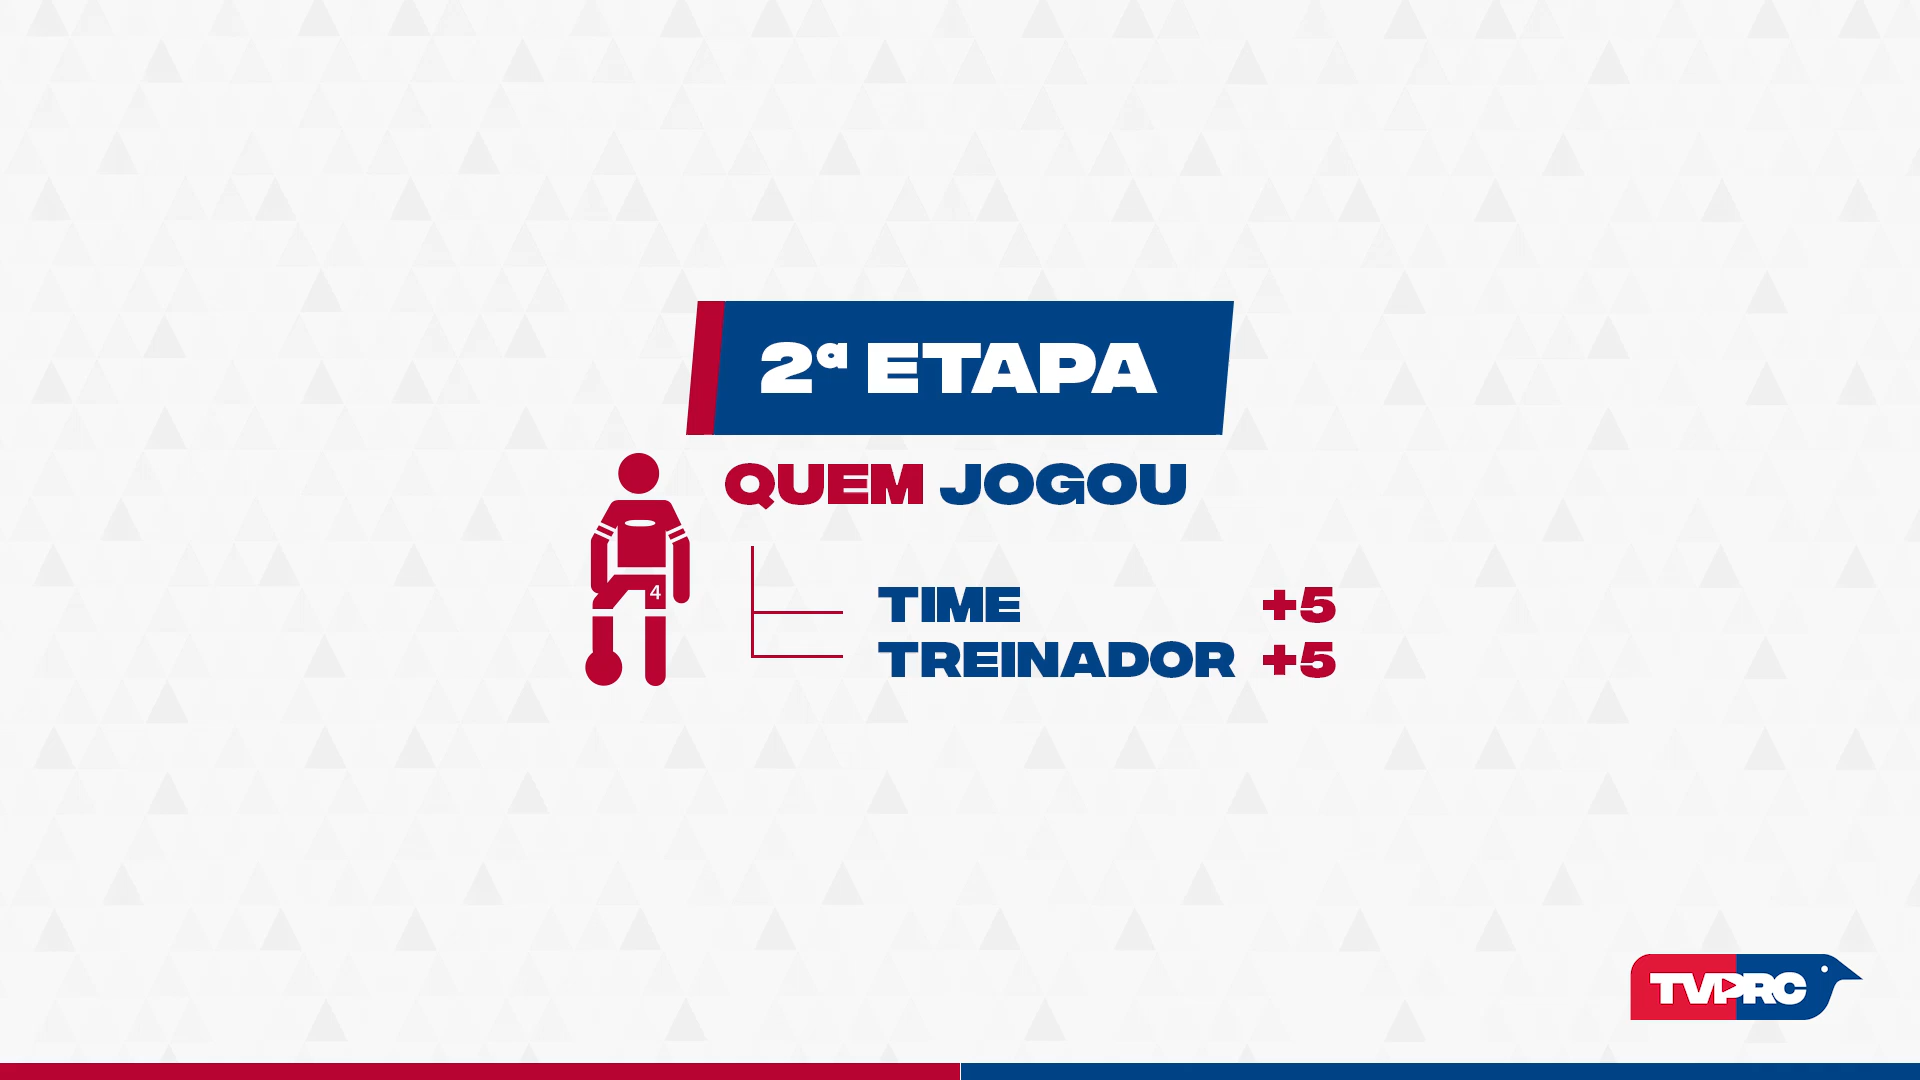 2ª ETAPA
QUEM JOGOU
4
TIME +5
TREINADOR +5
TVPRC